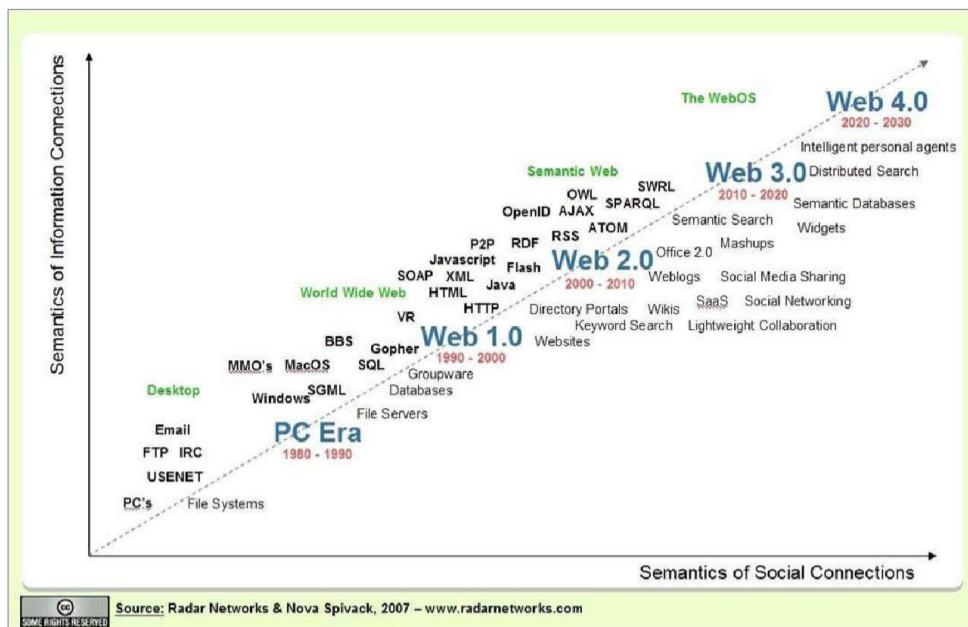 Semantics of Information Connections
The WebOS
Web 4.0
2020 - 2030
Intelligent personal agents
Semantic Web
Web 3.0
Distributed Search
2010 - 2020
SWRL
OWL
SPARQL
Semantic Databases
OpenID
AJAX
Semantic Search
ATOM
Widgets
RSS
P2P
RDF
Mashups
Office 2.0
Javascript
Web 2.0
Flash
SOAP
XML
Weblogs
Social Media Sharing
2000 - 2010
Java
World Wide Web
HTML
SaaS
Social Networking
HTTP
Directory Portals
Wikis
VR
Keyword Search
Lightweight Collaboration
Web 1.0
BBS
Websites
Gopher
1990 - 2000
MMO's
MacOS
SQL
Groupware
Desktop
SGML
Databases
Windows
File Servers
Email
PC Era
1980 - 1990
FTP
IRC
USENET
PC's
File Systems
Semantics of Social Connections
cc
SOME RIGHTS RESERVED
Source: Radar Networks & Nova Spivack, 2007 – www.radarnetworks.com